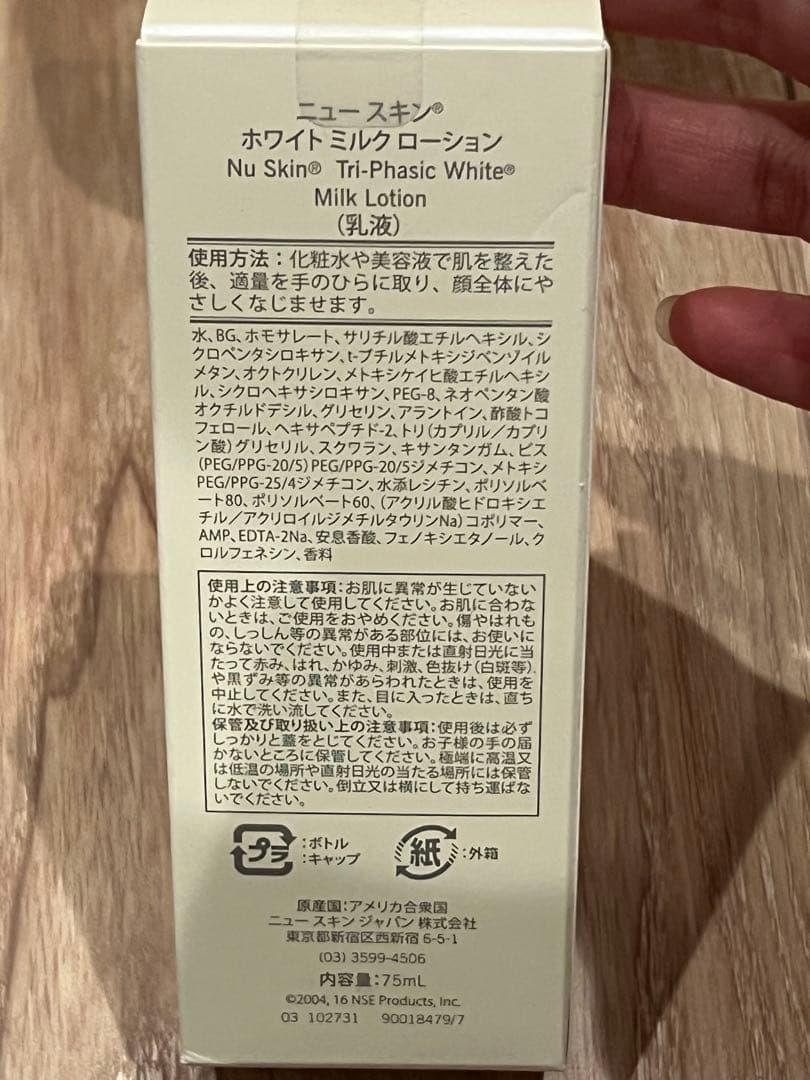 ニュー スキン®
ホワイト ミルク ローション
Nu Skin® Tri-Phasic White®
Milk Lotion
(乳液)
使用方法：化粧水や美容液で肌を整えた
後、適量を手のひらに取り、顔全体にや
さしくなじませます。
水、BG、ホモサレート、サリチル酸エチルヘキシル、シ
クロペンタシロキサン、t-ブチルメトキシジベンゾイル
メタン、オクトクリレン、メトキシケイヒ酸エチルヘキシ
ル、シクロヘキサシロキサン、PEG-8、ネオペンタン酸
オクチルドデシル、グリセリン、アラントイン、酢酸トコ
フェロール、ヘキサペプチド-2、トリ(カプリル／カプリ
ン酸)グリセリル、スクワラン、キサンタンガム、ビス
(PEG/PPG-20/5)PEG/PPG-20/5ジメチコン、メトキシ
PEG/PPG-25/4ジメチコン、水添レシチン、ポリソルベ
ート80、ポリソルベート60、(アクリル酸ヒドロキシエ
チル／アクリロイルジメチルタウリンNa)コポリマー、
AMP、EDTA-2Na、安息香酸、フェノキシエタノール、ク
ロルフェネシン、香料
使用上の注意事項：お肌に異常が生じていない
かよく注意して使用してください。お肌に合わな
いときは、ご使用をおやめください。傷やはれも
の、しっしん等の異常がある部位には、お使いに
ならないでください。使用中または直射日光に当
たって赤み、はれ、かゆみ、刺激、色抜け(白斑等)
や黒ずみ等の異常があらわれたときは、使用を
中止してください。また、目に入ったときは、直ち
に水で洗い流してください。
保管及び取り扱い上の注意事項：使用後は必ず
しっかりと蓋をとじてください。お子様の手の届
かないところに保管してください。極端に高温又
は低温の場所や直射日光の当たる場所には保管
しないでください。倒立又は横にして持ち運ばな
いでください。
プラ：ボトル
：キャップ
紙：外箱
原産国：アメリカ合衆国
ニュー スキン ジャパン 株式会社
東京都新宿区西新宿 6-5-1
(03) 3599-4506
内容量：75mL
©2004, 16 NSE Products, Inc.
03 102731 90018479/7